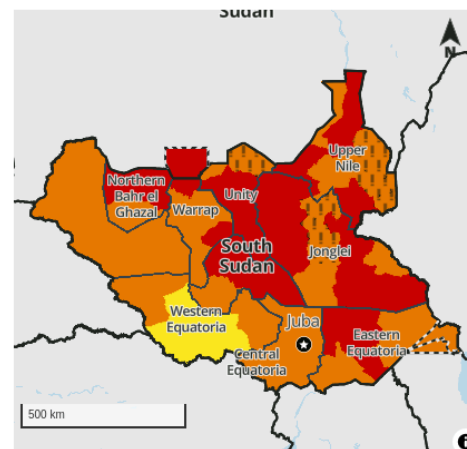 Sudan
N
Upper
Nile
Northern
Bahr el
Ghazal
Unity
Warrap
South
Sudan
Jonglei
Western
Equatoria
Juba
Eastern
Equatoria
Central
Equatoria
500 km